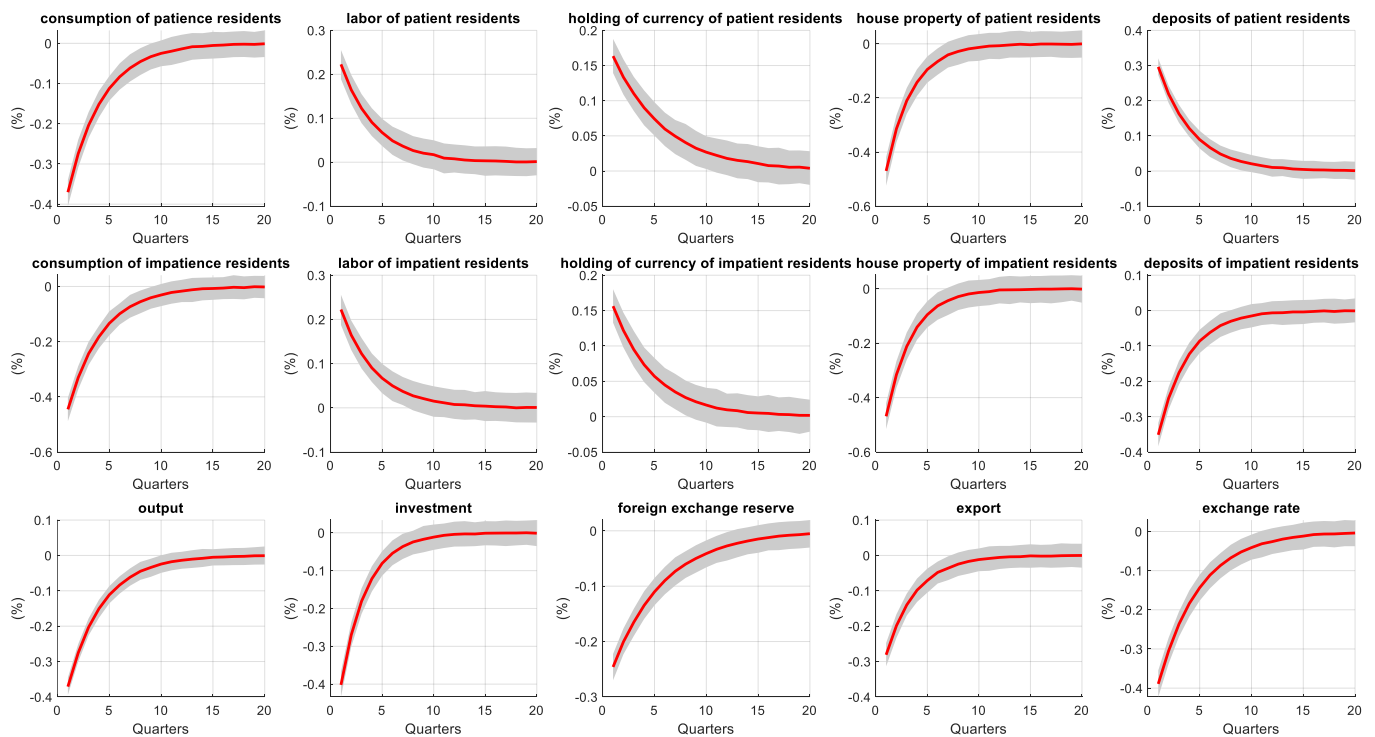 consumption of patience residents
labor of patient residents
holding of currency of patient residents
house property of patient residents
deposits of patient residents
(%)
0
-0.1
-0.2
-0.3
-0.4
0 5 10 15 20
Quarters
(%)
0.3
0.2
0.1
0
-0.1
0 5 10 15 20
Quarters
(%)
0.2
0.15
0.1
0.05
0
-0.05
0 5 10 15 20
Quarters
(%)
0
-0.2
-0.4
-0.6
0 5 10 15 20
Quarters
(%)
0.4
0.3
0.2
0.1
0
-0.1
0 5 10 15 20
Quarters
consumption of impatience residents
labor of impatient residents
holding of currency of impatient residents
house property of impatient residents
deposits of impatient residents
(%)
0
-0.2
-0.4
-0.6
0 5 10 15 20
Quarters
(%)
0.3
0.2
0.1
0
-0.1
0 5 10 15 20
Quarters
(%)
0.2
0.15
0.1
0.05
0
-0.05
0 5 10 15 20
Quarters
(%)
0
-0.2
-0.4
-0.6
0 5 10 15 20
Quarters
(%)
0.1
0
-0.1
-0.2
-0.3
-0.4
0 5 10 15 20
Quarters
output
investment
foreign exchange reserve
export
exchange rate
(%)
0.1
0
-0.1
-0.2
-0.3
-0.4
0 5 10 15 20
Quarters
(%)
0
-0.1
-0.2
-0.3
-0.4
0 5 10 15 20
Quarters
(%)
0
-0.1
-0.2
-0.3
0 5 10 15 20
Quarters
(%)
0.1
0
-0.1
-0.2
-0.3
-0.4
0 5 10 15 20
Quarters
(%)
0
-0.1
-0.2
-0.3
-0.4
0 5 10 15 20
Quarters